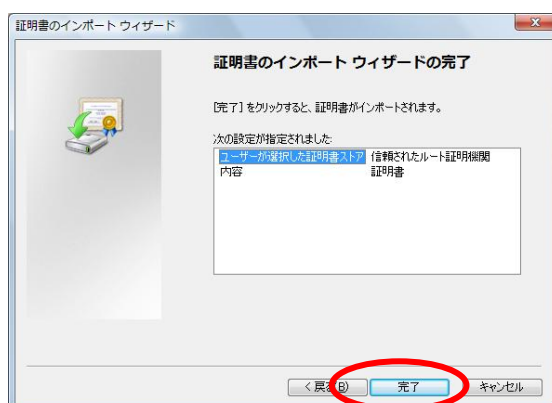 証明書のインポート ウィザード
証明書のインポート ウィザードの完了
[完了] をクリックすると、証明書がインポートされます。
次の設定が指定されました:
ユーザーが選択した証明書ストア 信頼されたルート証明機関
内容 証明書
< 戻る(B) 完了 キャンセル